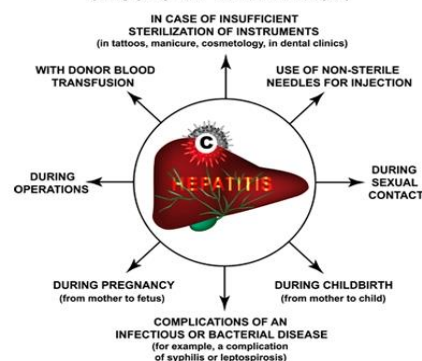 IN CASE OF INSUFFICIENT
STERILIZATION OF INSTRUMENTS
(in tattoos, manicure, cosmetology, in dental clinics)
WITH DONOR BLOOD
TRANSFUSION
USE OF NON-STERILE
NEEDLES FOR INJECTION
C
HEPATITIS
DURING
OPERATIONS
DURING
SEXUAL
CONTACT
DURING PREGNANCY
(from mother to fetus)
DURING CHILDBIRTH
(from mother to child)
COMPLICATIONS OF AN
INFECTIOUS OR BACTERIAL DISEASE
(for example, a complication
of syphilis or leptospirosis)